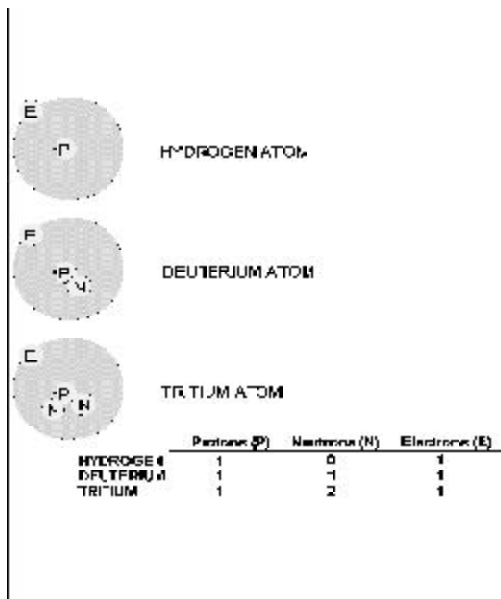 E
P
HYDROGEN ATOM
E
P
N
DEUTERIUM ATOM
E
P
N N
TRITIUM ATOM
Protons (P) Neutrons (N) Electrons (E)
HYDROGEN 1 0 1
DEUTERIUM 1 1 1
TRITIUM 1 2 1